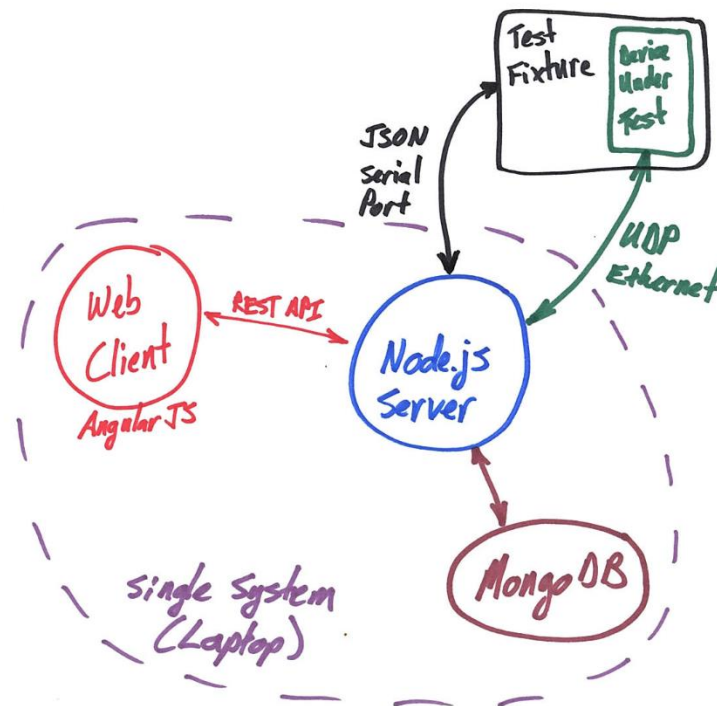 Test
Fixture
Device
Under
Test
JSON
Serial
Port
UDP
Ethernet
Web
Client
REST API
AngularJS
Node.js
Server
MongoDB
Single System
(Laptop)